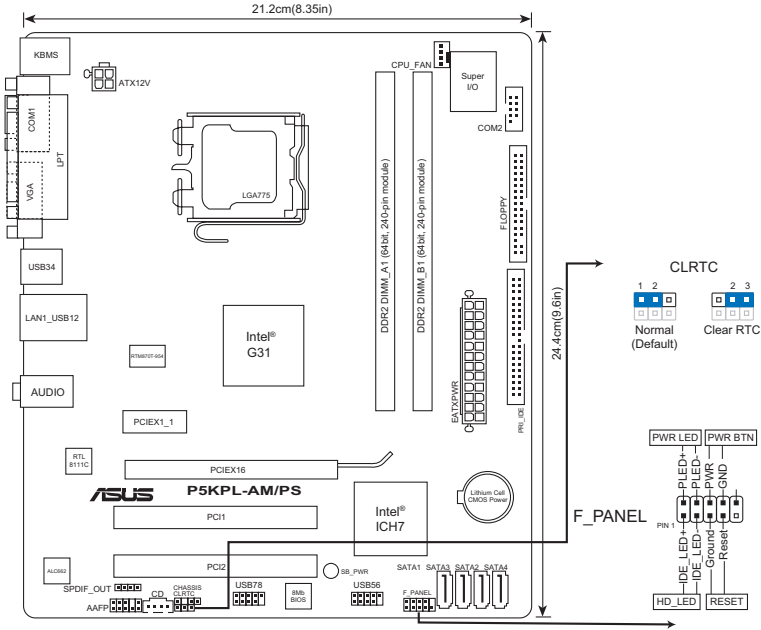 21.2cm(8.35in)
KBMS
ATX12V
CPU_FAN
Super
I/O
COM2
COM1
LPT
VGA
LGA775
DDR2 DIMM_A1 (64bit, 240-pin module)
DDR2 DIMM_B1 (64bit, 240-pin module)
FLOPPY
24.4cm(9.6in)
USB34
LAN1_USB12
Intel®
G31
RTM870T-954
EATXPWR
PRI_IDE
AUDIO
PCIEX1_1
RTL
8111C
PCIEX16
ASUS
P5KPL-AM/PS
Lithium Cell
CMOS Power
PCI1
Intel®
ICH7
PCI2
ALC662
SB_PWR
SATA1 SATA3 SATA2 SATA4
SPDIF_OUT
CD
CHASSIS
CLRTC
USB78
8Mb
BIOS
USB56
F_PANEL
AAFP
CLRTC
1 2
2 3
Normal
(Default)
Clear RTC
PWR LED
PWR BTN
PLED+
PLED-
PWR
GND
F_PANEL
PIN 1
IDE_LED+
IDE_LED-
Ground
Reset
HD_LED
RESET